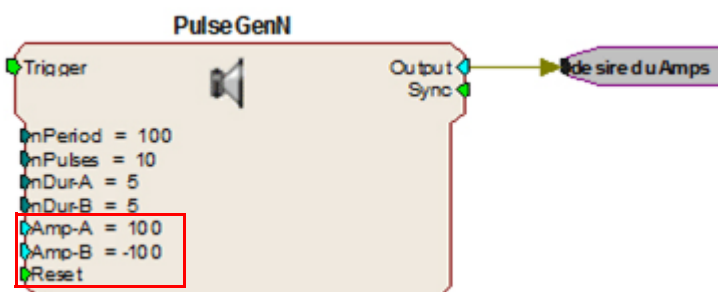 PulseGenN
Trigger
Output
desireduAmps
Sync
nPeriod = 100
nPulses = 10
nDur-A = 5
nDur-B = 5
Amp-A = 100
Amp-B = -100
Reset